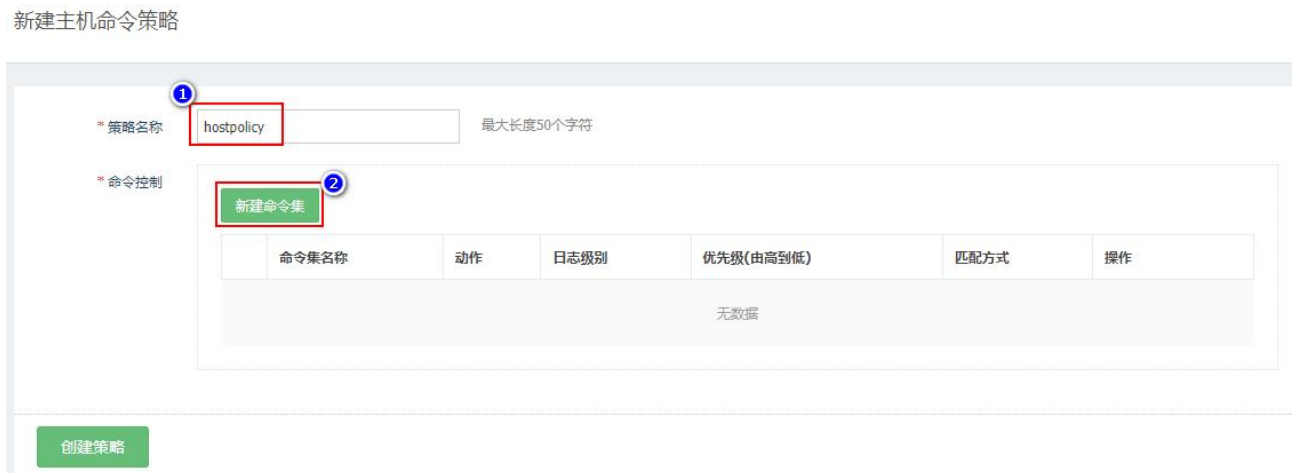 新建主机命令策略
1
* 策略名称 hostpolicy 最大长度50个字符
* 命令控制
2
新建命令集
命令集名称 动作 日志级别 优先级(由高到低) 匹配方式 操作
无数据
创建策略